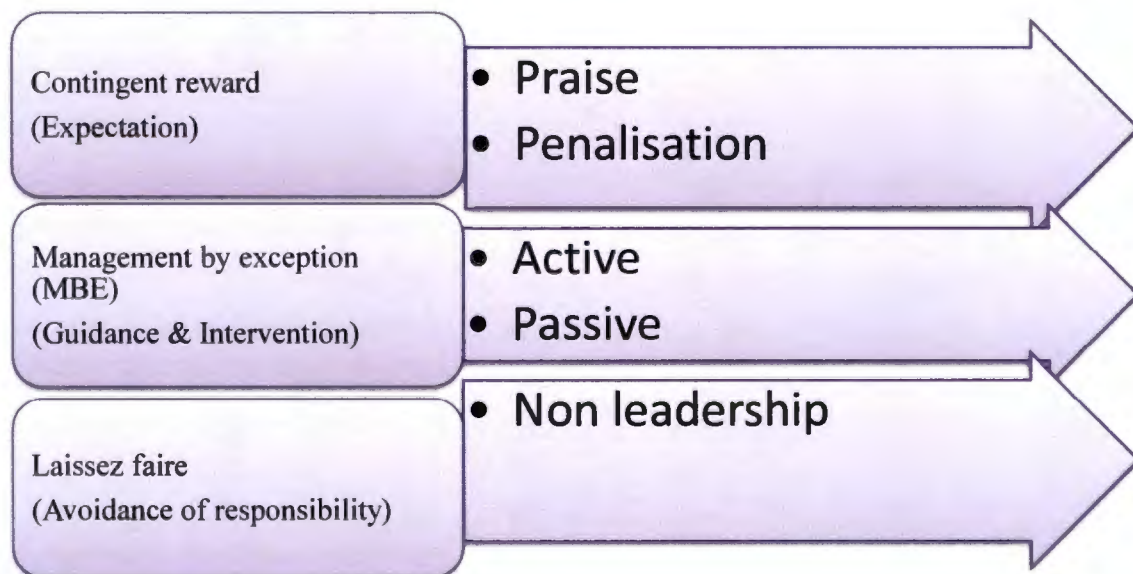 Contingent reward
(Expectation)
• Praise
• Penalisation
Management by exception
(MBE)
(Guidance & Intervention)
• Active
• Passive
Laissez faire
(Avoidance of responsibility)
• Non leadership